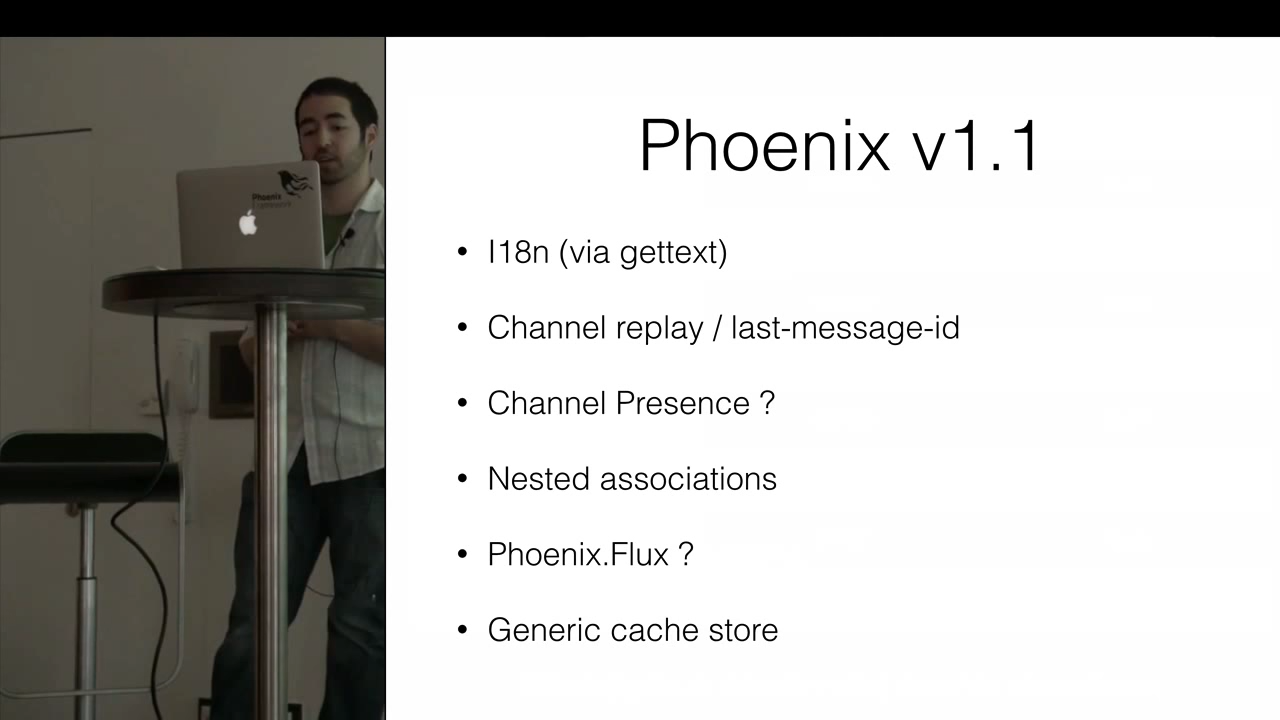 Phoenix
Framework
Phoenix v1.1
• I18n (via gettext)
• Channel replay / last-message-id
• Channel Presence ?
• Nested associations
• Phoenix.Flux ?
• Generic cache store